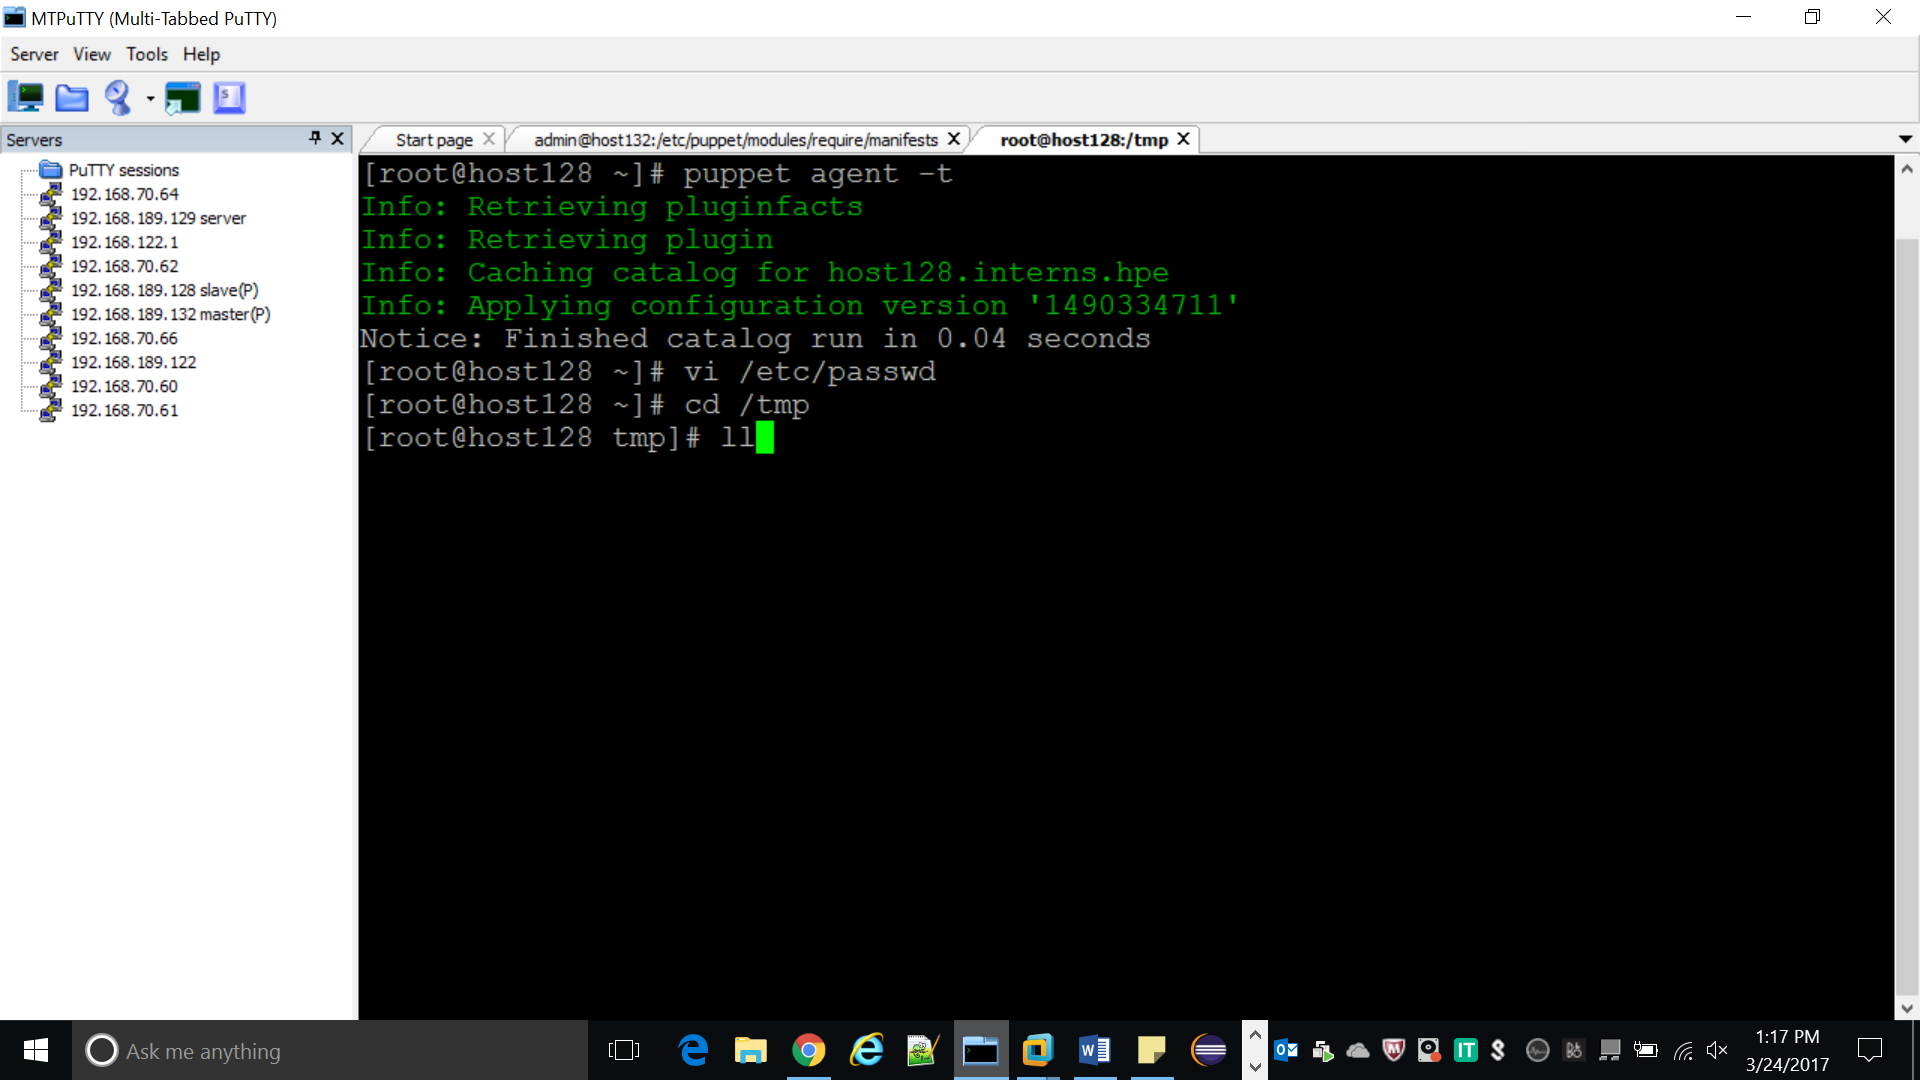 MTPuTTY (Multi-Tabbed PuTTY)
Server View Tools Help
Servers
PuTTY sessions
192.168.70.64
192.168.189.129 server
192.168.122.1
192.168.70.62
192.168.189.128 slave(P)
192.168.189.132 master(P)
192.168.70.66
192.168.189.122
192.168.70.60
192.168.70.61
Start page admin@host132:/etc/puppet/modules/require/manifests root@host128:/tmp
[root@host128 ~]# puppet agent -t
Info: Retrieving pluginfacts
Info: Retrieving plugin
Info: Caching catalog for host128.interns.hpe
Info: Applying configuration version '1490334711'
Notice: Finished catalog run in 0.04 seconds
[root@host128 ~]# vi /etc/passwd
[root@host128 ~]# cd /tmp
[root@host128 tmp]# ll
Ask me anything
IT
1:17 PM
3/24/2017